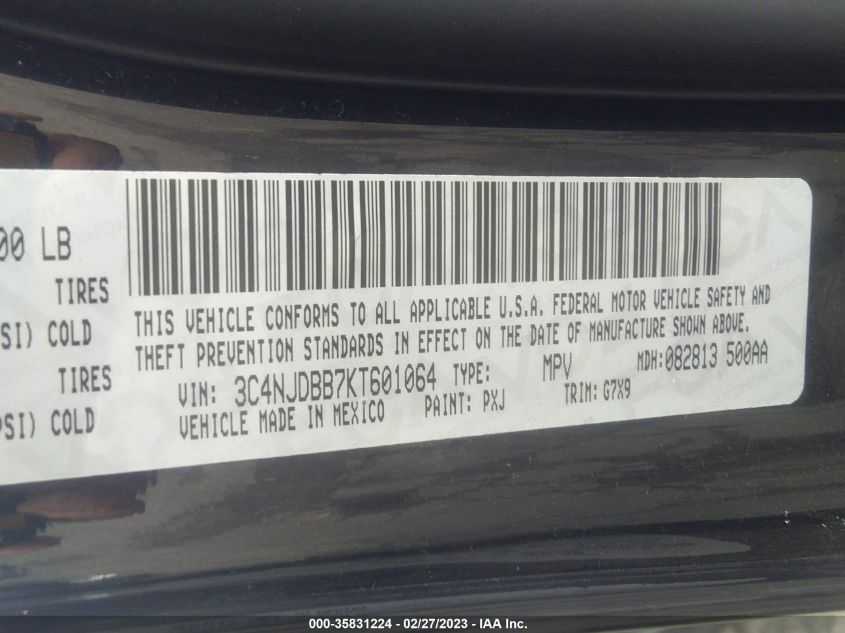 00 LB
TIRES
SI) COLD
TIRES
PSI) COLD
THIS VEHICLE CONFORMS TO ALL APPLICABLE U.S.A. FEDERAL MOTOR VEHICLE SAFETY AND
THEFT PREVENTION STANDARDS IN EFFECT ON THE DATE OF MANUFACTURE SHOWN ABOVE.
VIN: 3C4NJDBB7KT601064 TYPE: MPV MDH:082813 500AA
VEHICLE MADE IN MEXICO PAINT: PXJ TRIM: G7X9
000-35831224 - 02/27/2023 - IAA Inc.